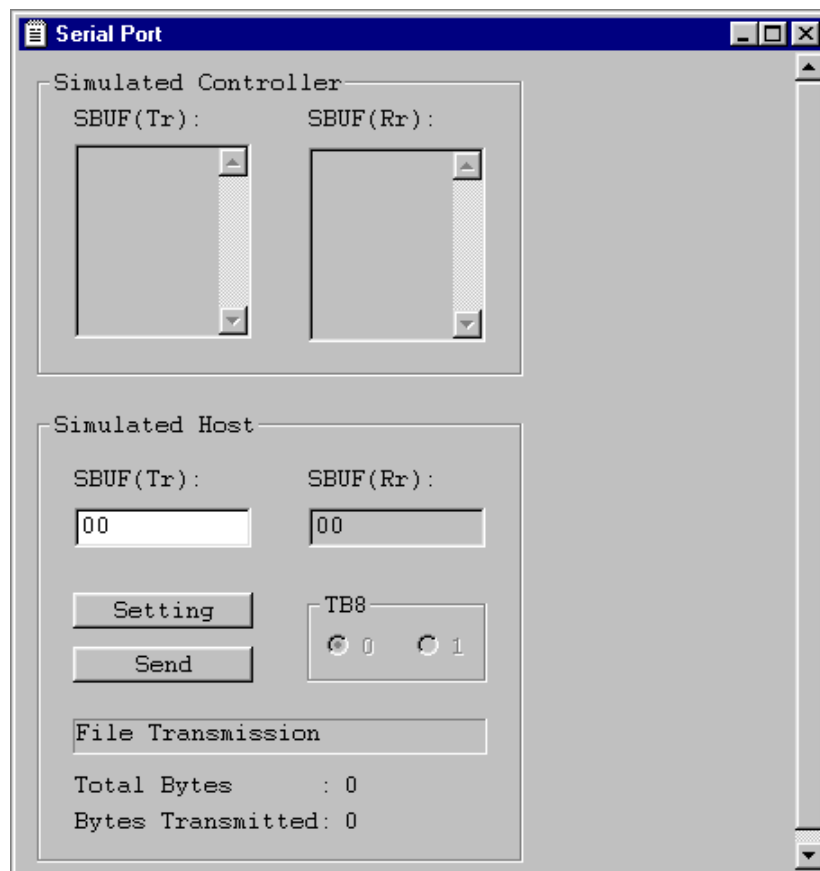 Serial Port
Simulated Controller
SBUF(Tr): SBUF(Rr):
Simulated Host
SBUF(Tr): SBUF(Rr):
00 00
Setting
TB8
0 1
Send
File Transmission
Total Bytes : 0
Bytes Transmitted: 0